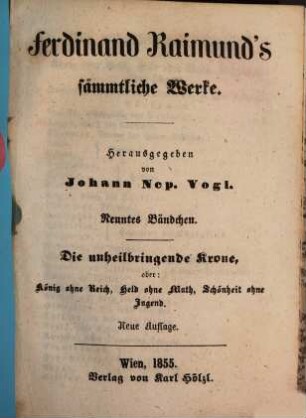 Ferdinand Raimund's
sämmtliche Werke.
Herausgegeben
von
Johann Nep. Vogl.
Neuntes Bändchen.
Die unheilbringende Krone,
oder:
König ohne Reich, Held ohne Muth, Schönheit ohne
Jugend.
Neue Auflage.
Wien, 1855.
Verlag von Karl Hölzl.